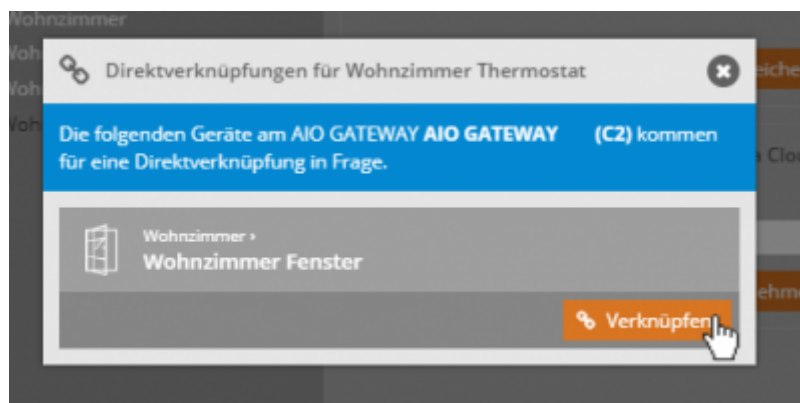 Wohnzimmer
Direktverknüpfungen für Wohnzimmer Thermostat
Die folgenden Geräte am AIO GATEWAY AIO GATEWAY (C2) kommen
für eine Direktverknüpfung in Frage.
Wohnzimmer ›
Wohnzimmer Fenster
Verknüpfen